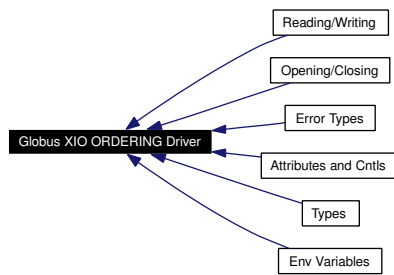 Reading/Writing
Opening/Closing
Error Types
Globus XIO ORDERING Driver
Attributes and Cntls
Types
Env Variables